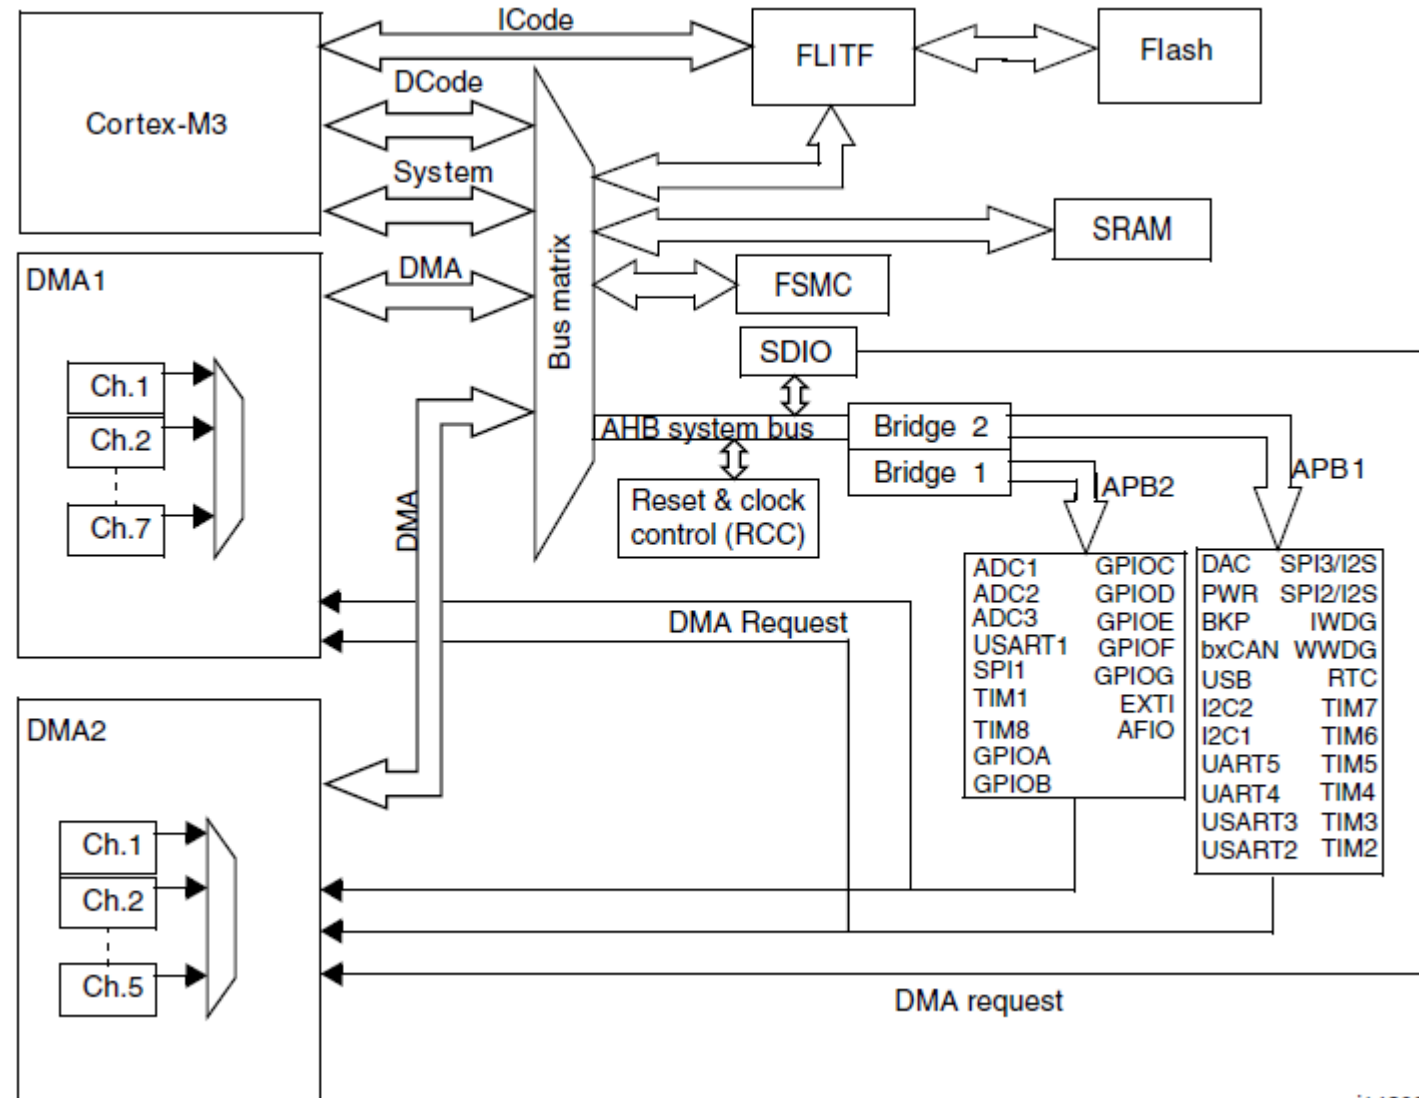 ICode
FLITF
Flash
Cortex-M3
DCode
System
SRAM
DMA1
DMA
Bus matrix
FSMC
SDIO
Ch.1
Ch.2
Ch.7
AHB system bus
Bridge 2
Bridge 1
APB2
APB1
Reset & clock
control (RCC)
DMA
DMA Request
ADC1 GPIOC
ADC2 GPIOD
ADC3 GPIOE
USART1 GPIOF
SPI1 GPIOG
TIM1 EXTI
TIM8 AFIO
GPIOA
GPIOB
DAC SPI3/I2S
PWR SPI2/I2S
BKP IWDG
bxCAN WWDG
USB RTC
I2C2 TIM7
I2C1 TIM6
UART5 TIM5
UART4 TIM4
USART3 TIM3
USART2 TIM2
DMA2
Ch.1
Ch.2
Ch.5
DMA request